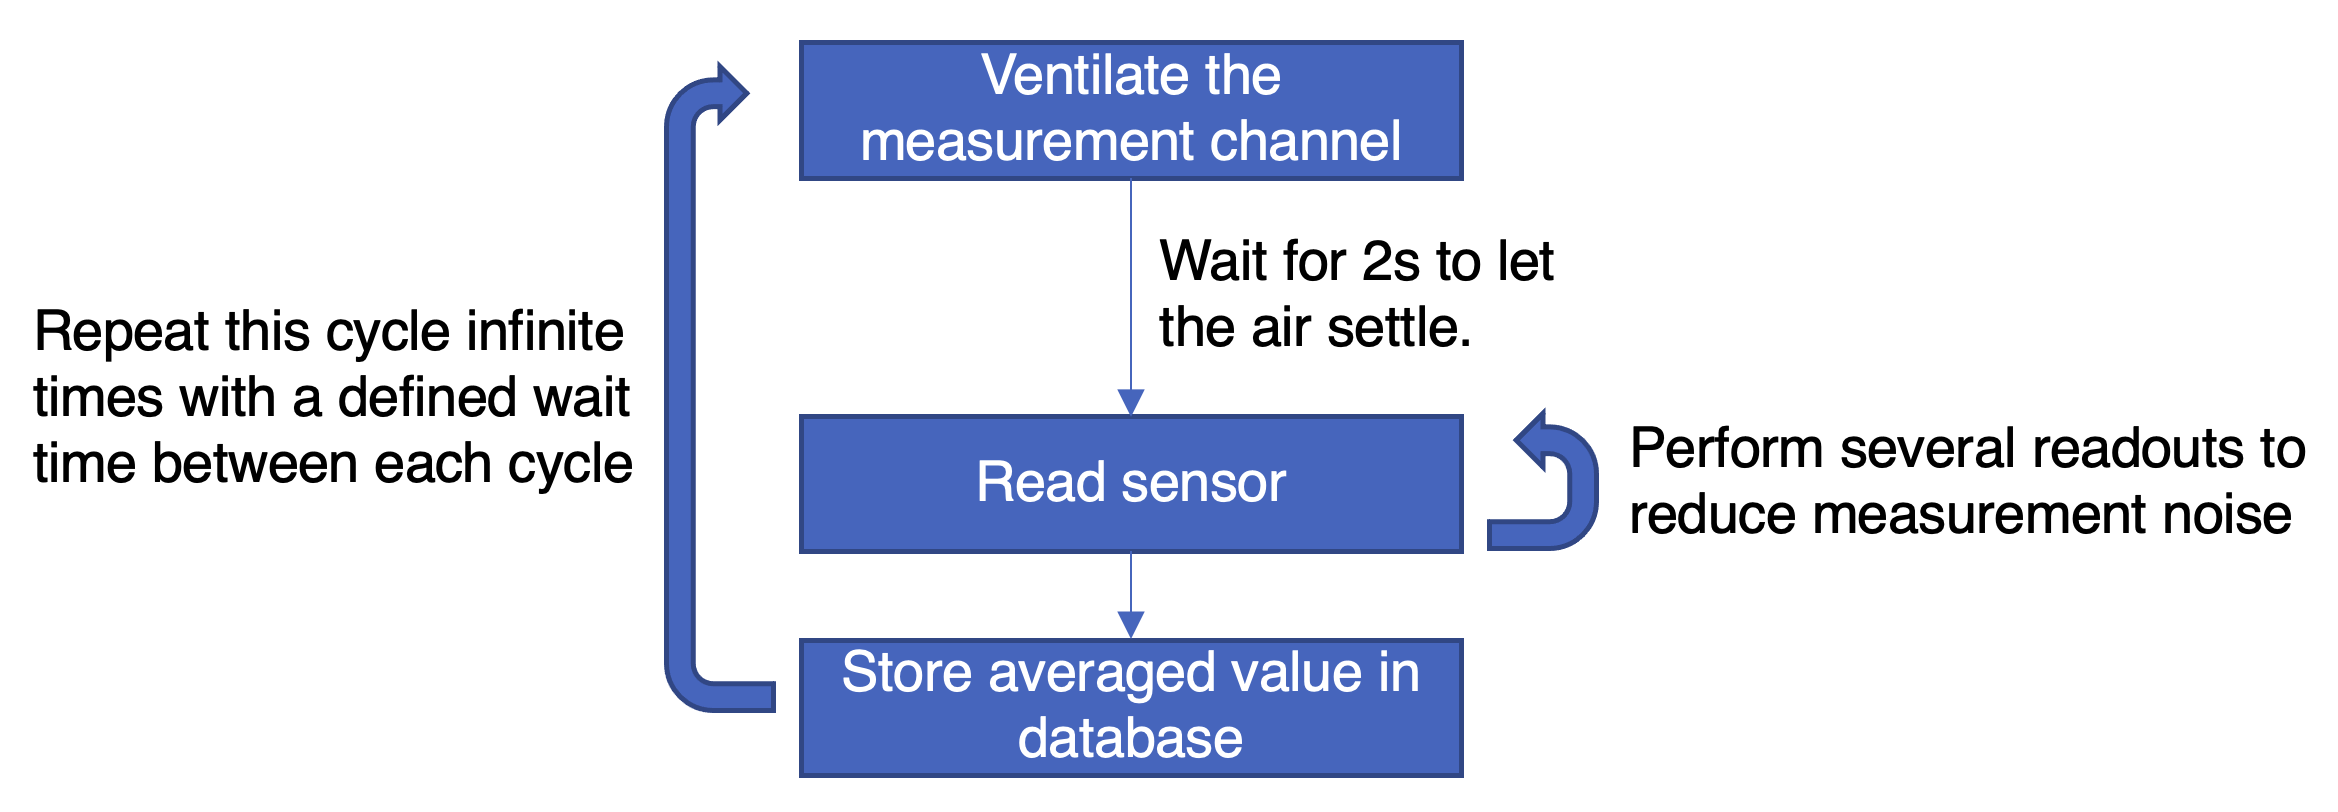 Ventilate the
measurement channel
Wait for 2s to let
the air settle.
Repeat this cycle infinite
times with a defined wait
time between each cycle
Read sensor
Perform several readouts to
reduce measurement noise
Store averaged value in
database